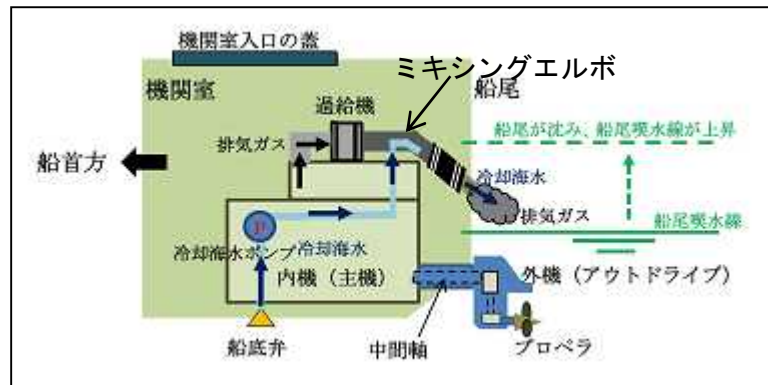 機関室入口の蓋
ミキシングエルボ
機関室
船尾
過給機
船尾が沈み、船尾喫水線が上昇
排気ガス
船首方
冷却海水
排気ガス
船尾喫水線
P
冷却海水ポンプ
冷却海水
内機（主機）
外機（アウトドライブ）
船底弁
中間軸
プロペラ